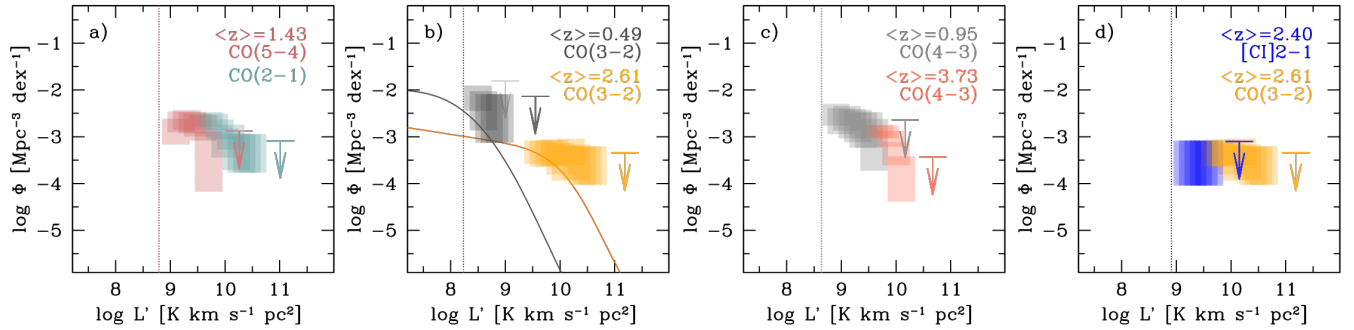 a)
<z>=1.43
CO(5−4)
CO(2−1)
−1
−2
−3
−4
−5
log Φ [Mpc⁻³ dex⁻¹]
8 9 10 11
log L' [K km s⁻¹ pc²]
b)
<z>=0.49
CO(3−2)
<z>=2.61
CO(3−2)
−1
−2
−3
−4
−5
log Φ [Mpc⁻³ dex⁻¹]
8 9 10 11
log L' [K km s⁻¹ pc²]
c)
<z>=0.95
CO(4−3)
<z>=3.73
CO(4−3)
−1
−2
−3
−4
−5
log Φ [Mpc⁻³ dex⁻¹]
8 9 10 11
log L' [K km s⁻¹ pc²]
d)
<z>=2.40
[CI]2−1
<z>=2.61
CO(3−2)
−1
−2
−3
−4
−5
log Φ [Mpc⁻³ dex⁻¹]
8 9 10 11
log L' [K km s⁻¹ pc²]